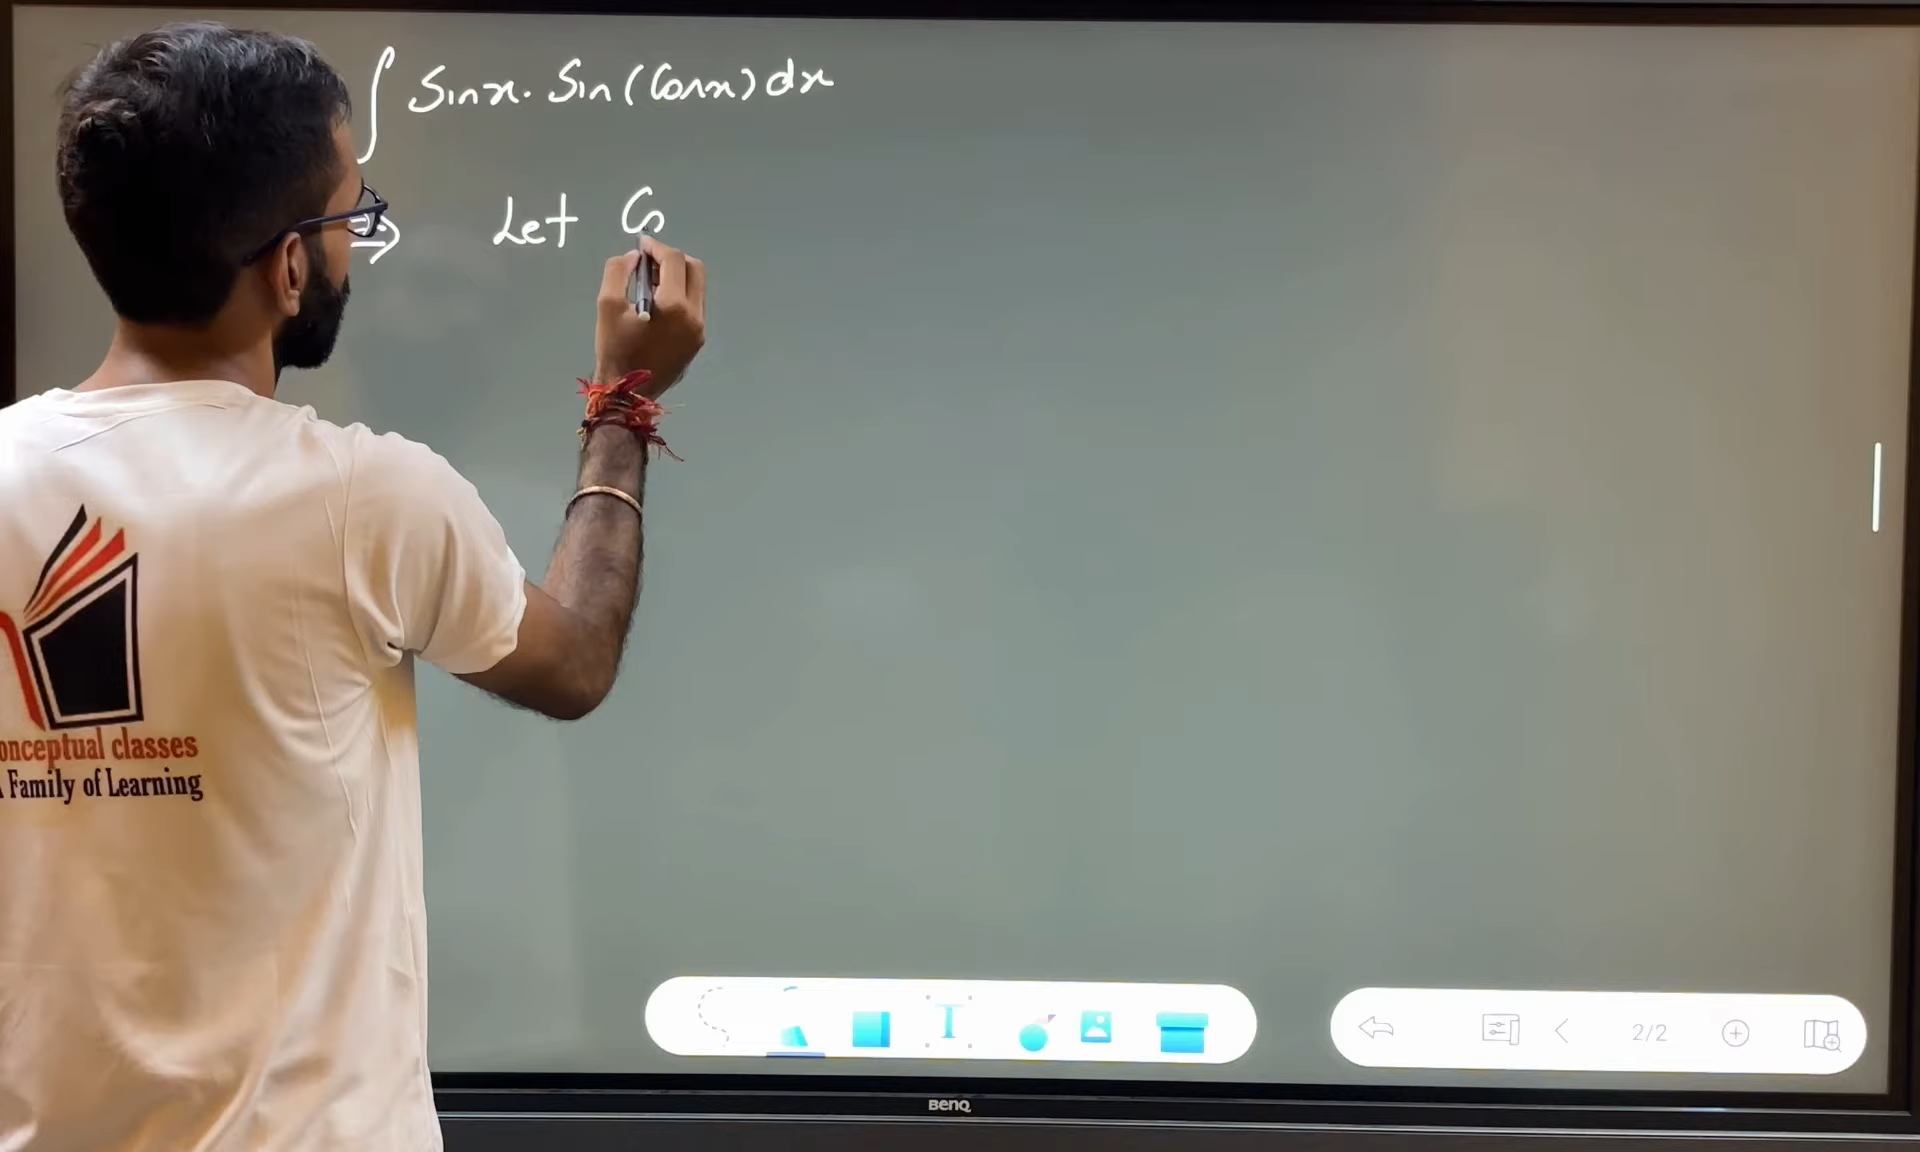 ∫ Sinx. Sin(Cosx) dx
⇒ Let Co
onceptual classes
Family of Learning
T
2/2
BenQ